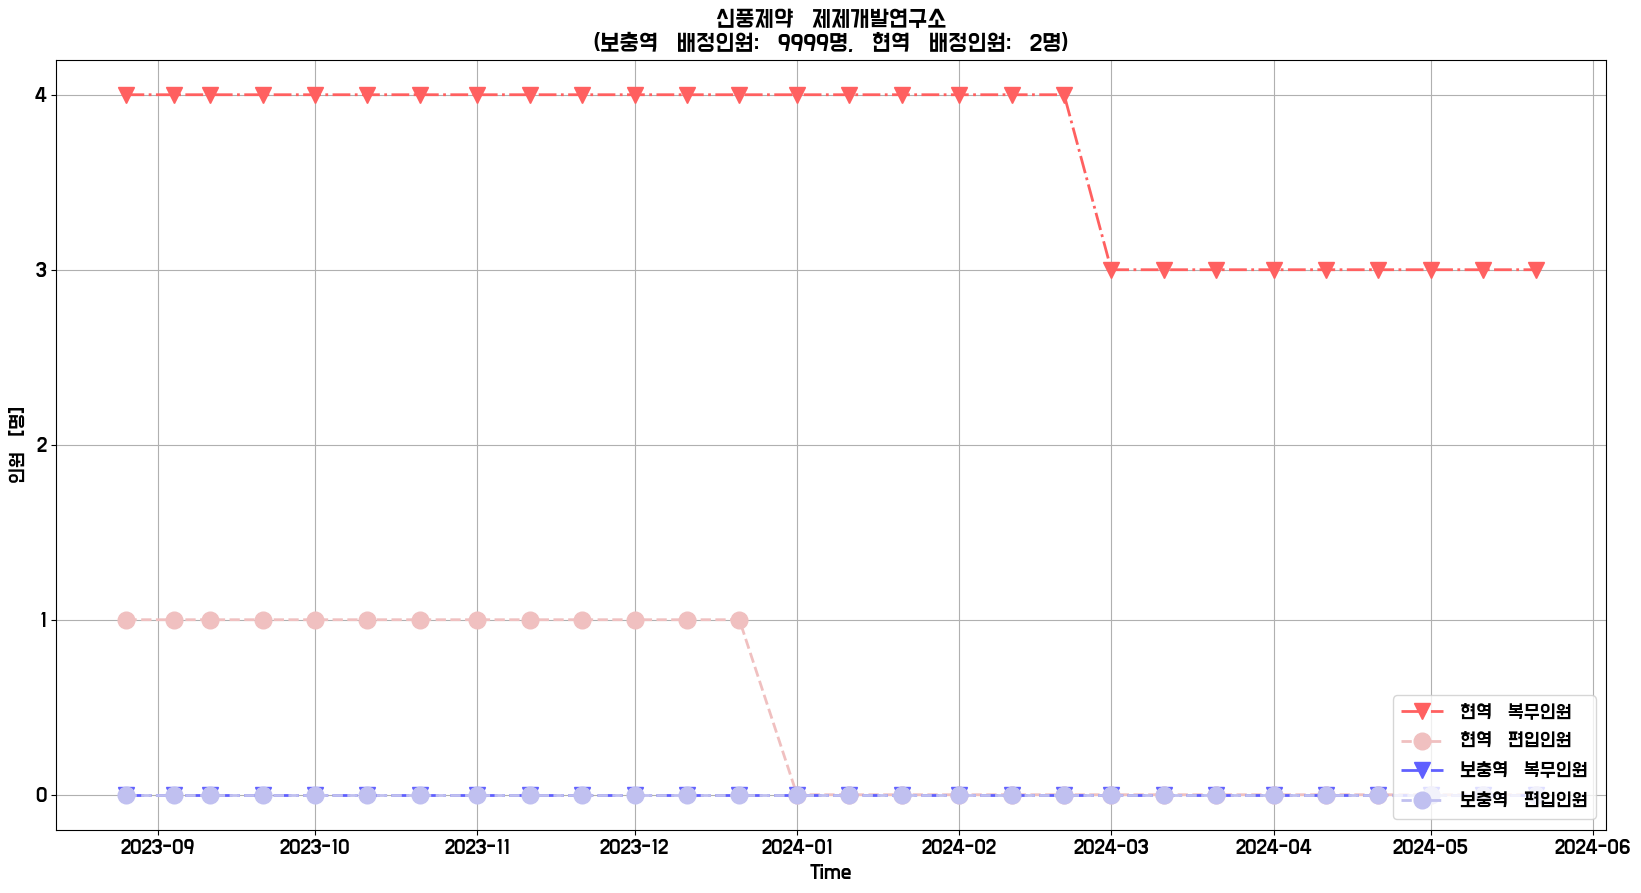 신풍제약 제제개발연구소
(보충역 배정인원: 9999명, 현역 배정인원: 2명)
4
3
2
1
0
인원 [명]
2023-09 2023-10 2023-11 2023-12 2024-01 2024-02 2024-03 2024-04 2024-05 2024-06
Time
현역 복무인원
현역 편입인원
보충역 복무인원
보충역 편입인원